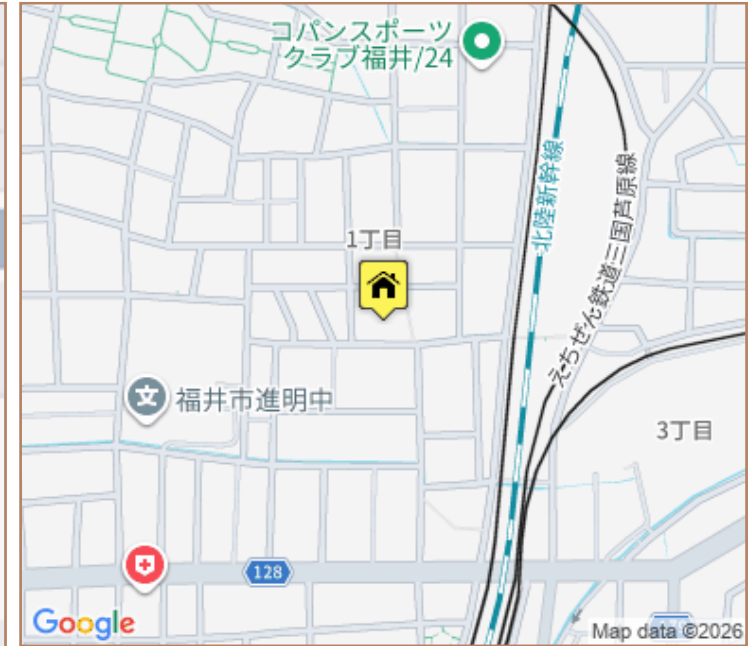 コパンスポーツ
クラブ福井/24
北陸新幹線
えちぜん鉄道三国芦原線
1丁目
文
福井市進明中
3丁目
128
Google
Map data ©2026